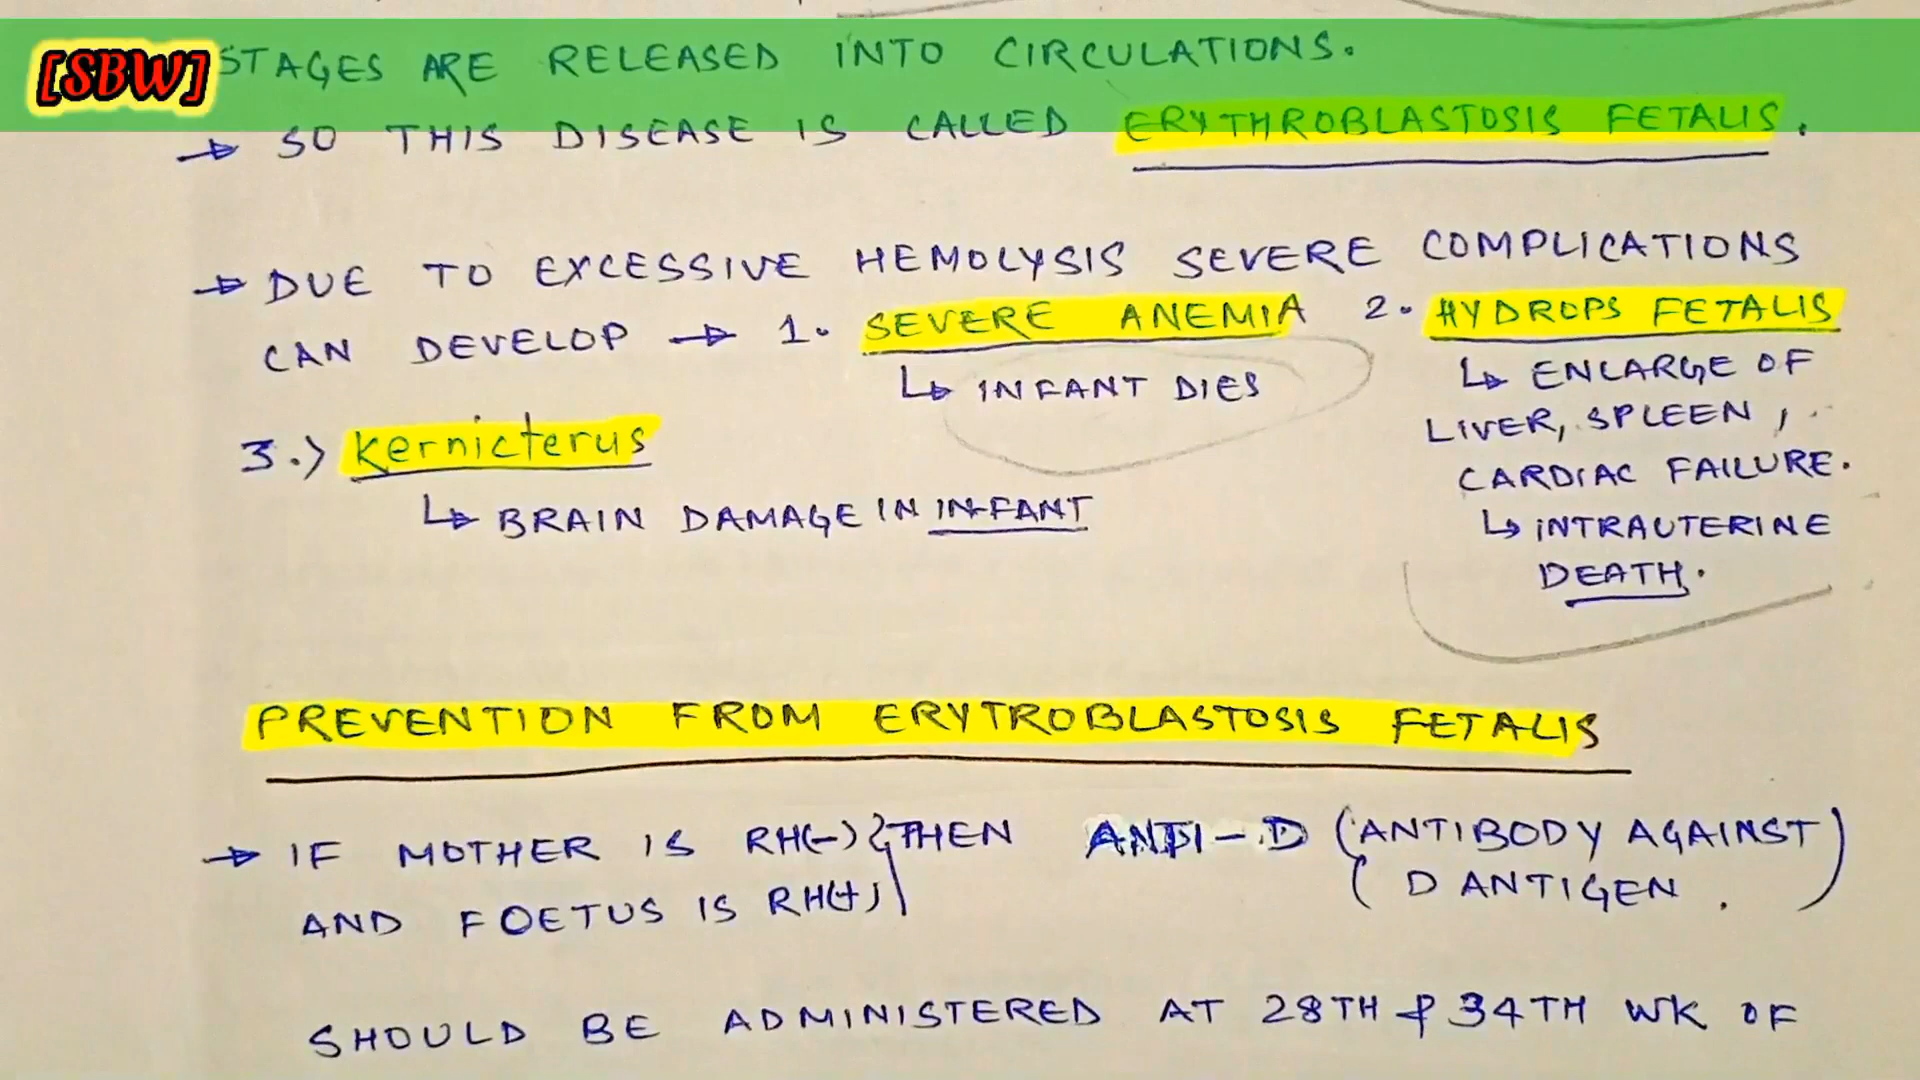 [SBW]
STAGES ARE RELEASED INTO CIRCULATIONS.
→ SO THIS DISEASE IS CALLED ERYTHROBLASTOSIS FETALIS.
→ DUE TO EXCESSIVE HEMOLYSIS SEVERE COMPLICATIONS
CAN DEVELOP → 1. SEVERE ANEMIA 2. HYDROPS FETALIS
↳ INFANT DIES
↳ ENLARGE OF
LIVER, SPLEEN,
CARDIAC FAILURE.
↳ INTRAUTERINE
DEATH.
3.) Kernicterus
↳ BRAIN DAMAGE IN INFANT
PREVENTION FROM ERYTROBLASTOSIS FETALIS
→ IF MOTHER IS RH(-) } THEN ANTI-D (ANTIBODY AGAINST
AND FOETUS IS RH(+) D ANTIGEN.)
SHOULD BE ADMINISTERED AT 28TH & 34TH WK OF